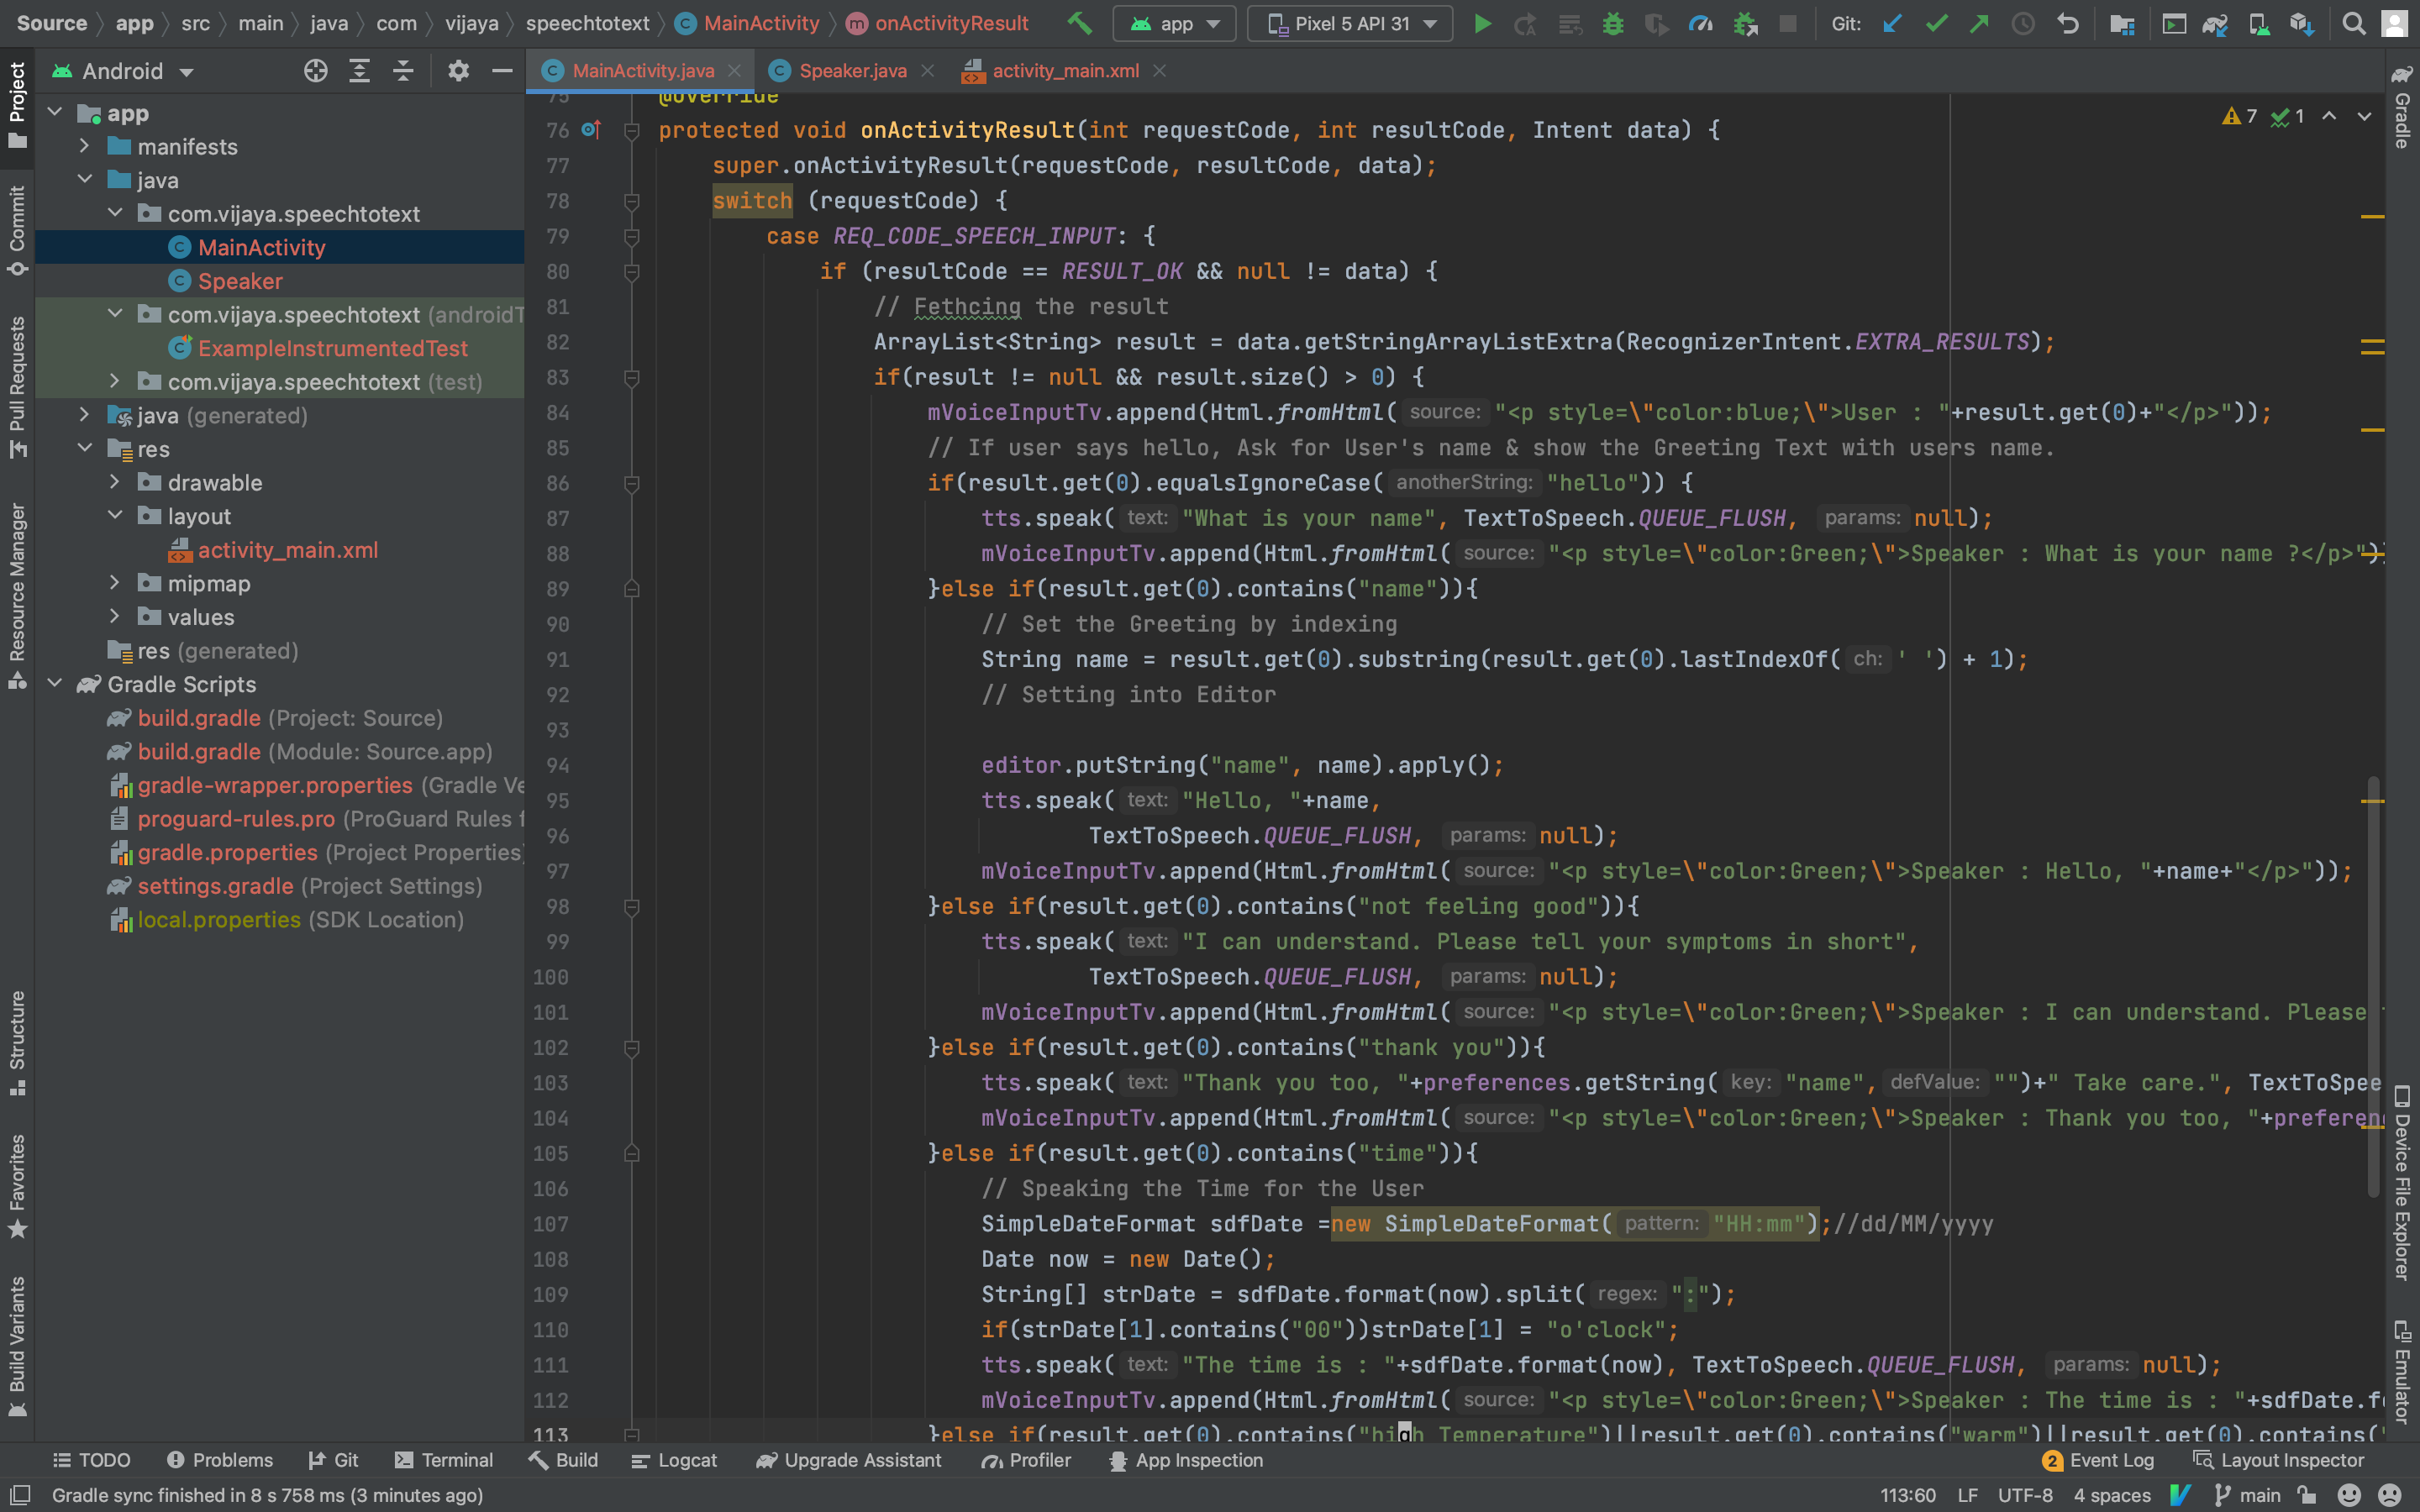 Source app src main java com vijaya speechtotext MainActivity onActivityResult app Pixel 5 API 31 Git:
Android
MainActivity.java Speaker.java activity_main.xml
Project
Commit
Pull Requests
Resource Manager
Structure
Favorites
Build Variants
app
manifests
java
com.vijaya.speechtotext
MainActivity
Speaker
com.vijaya.speechtotext (androidT
ExampleInstrumentedTest
com.vijaya.speechtotext (test)
java (generated)
res
drawable
layout
activity_main.xml
mipmap
values
res (generated)
Gradle Scripts
build.gradle (Project: Source)
build.gradle (Module: Source.app)
gradle-wrapper.properties (Gradle Ve
proguard-rules.pro (ProGuard Rules f
gradle.properties (Project Properties)
settings.gradle (Project Settings)
local.properties (SDK Location)
7 1
75 @Override
76 protected void onActivityResult(int requestCode, int resultCode, Intent data) {
77 super.onActivityResult(requestCode, resultCode, data);
78 switch (requestCode) {
79 case REQ_CODE_SPEECH_INPUT: {
80 if (resultCode == RESULT_OK && null != data) {
81 // Fethcing the result
82 ArrayList<String> result = data.getStringArrayListExtra(RecognizerIntent.EXTRA_RESULTS);
83 if(result != null && result.size() > 0) {
84 mVoiceInputTv.append(Html.fromHtml( source: "<p style=\"color:blue;\">User : "+result.get(0)+"</p>"));
85 // If user says hello, Ask for User's name & show the Greeting Text with users name.
86 if(result.get(0).equalsIgnoreCase( anotherString: "hello")) {
87 tts.speak( text: "What is your name", TextToSpeech.QUEUE_FLUSH, params: null);
88 mVoiceInputTv.append(Html.fromHtml( source: "<p style=\"color:Green;\">Speaker : What is your name ?</p>"))
89 }else if(result.get(0).contains("name")){
90 // Set the Greeting by indexing
91 String name = result.get(0).substring(result.get(0).lastIndexOf( ch: ' ') + 1);
92 // Setting into Editor
93
94 editor.putString("name", name).apply();
95 tts.speak( text: "Hello, "+name,
96 TextToSpeech.QUEUE_FLUSH, params: null);
97 mVoiceInputTv.append(Html.fromHtml( source: "<p style=\"color:Green;\">Speaker : Hello, "+name+"</p>"));
98 }else if(result.get(0).contains("not feeling good")){
99 tts.speak( text: "I can understand. Please tell your symptoms in short",
100 TextToSpeech.QUEUE_FLUSH, params: null);
101 mVoiceInputTv.append(Html.fromHtml( source: "<p style=\"color:Green;\">Speaker : I can understand. Please
102 }else if(result.get(0).contains("thank you")){
103 tts.speak( text: "Thank you too, "+preferences.getString( key: "name", defValue: "")+" Take care.", TextToSpee
104 mVoiceInputTv.append(Html.fromHtml( source: "<p style=\"color:Green;\">Speaker : Thank you too, "+preferen
105 }else if(result.get(0).contains("time")){
106 // Speaking the Time for the User
107 SimpleDateFormat sdfDate =new SimpleDateFormat( pattern: "HH:mm");//dd/MM/yyyy
108 Date now = new Date();
109 String[] strDate = sdfDate.format(now).split( regex: ":");
110 if(strDate[1].contains("00"))strDate[1] = "o'clock";
111 tts.speak( text: "The time is : "+sdfDate.format(now), TextToSpeech.QUEUE_FLUSH, params: null);
112 mVoiceInputTv.append(Html.fromHtml( source: "<p style=\"color:Green;\">Speaker : The time is : "+sdfDate.fo
113 }else if(result.get(0).contains("high Temperature")||result.get(0).contains("warm")||result.get(0).contains("
Gradle
Device File Explorer
Emulator
TODO Problems Git Terminal Build Logcat Upgrade Assistant Profiler App Inspection 2 Event Log Layout Inspector
Gradle sync finished in 8 s 758 ms (3 minutes ago) 113:60 LF UTF-8 4 spaces main